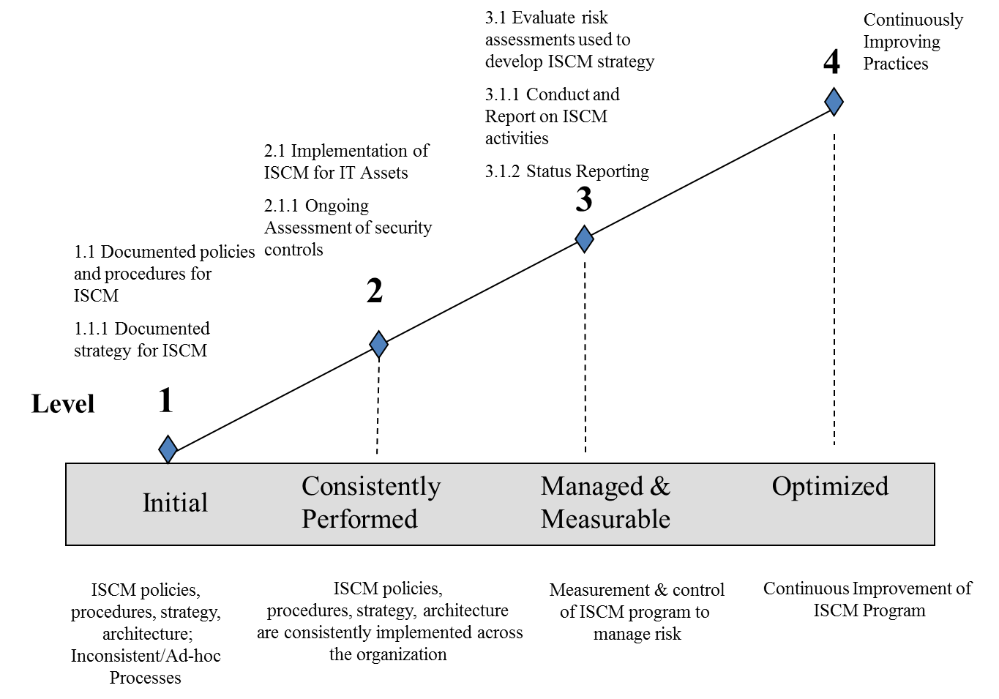 3.1 Evaluate risk
assessments used to
develop ISCM strategy
3.1.1 Conduct and
Report on ISCM
activities
3.1.2 Status Reporting
3
Continuously
Improving
Practices
4
2.1 Implementation of
ISCM for IT Assets
2.1.1 Ongoing
Assessment of security
controls
2
1.1 Documented policies
and procedures for
ISCM
1.1.1 Documented
strategy for ISCM
Level
1
Initial
Consistently
Performed
Managed &
Measurable
Optimized
ISCM policies,
procedures, strategy,
architecture;
Inconsistent/Ad-hoc
Processes
ISCM policies,
procedures, strategy, architecture
are consistently implemented across
the organization
Measurement & control
of ISCM program to
manage risk
Continuous Improvement of
ISCM Program